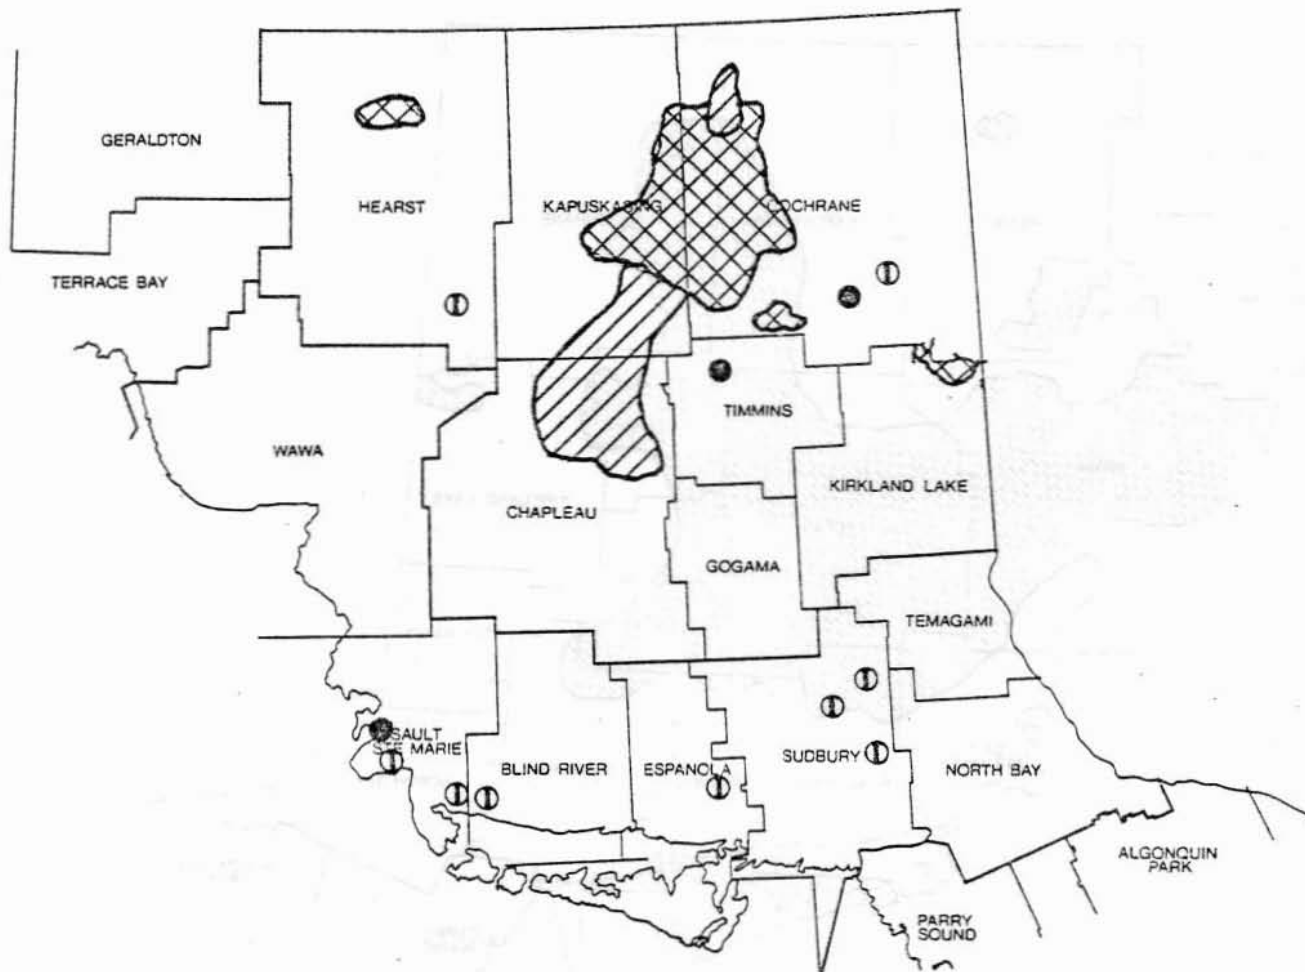 GERALDTON
HEARST
KAPUSKASING
COCHRANE
TERRACE BAY
TIMMINS
WAWA
KIRKLAND LAKE
CHAPLEAU
GOGAMA
TEMAGAMI
SAULT
STE MARIE
BLIND RIVER
ESPANOLA
SUDBURY
NORTH BAY
ALGONQUIN
PARK
PARRY
SOUND